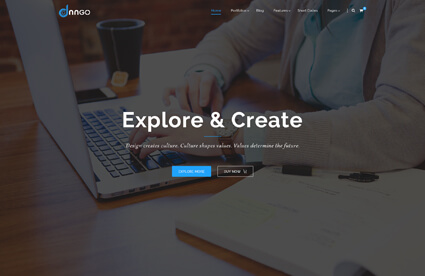 dnnGO
Home Portfolio Blog Features Short Codes Pages
Explore & Create
Design creates culture. Culture shapes values. Values determine the future
EXPLORE MORE BUY NOW